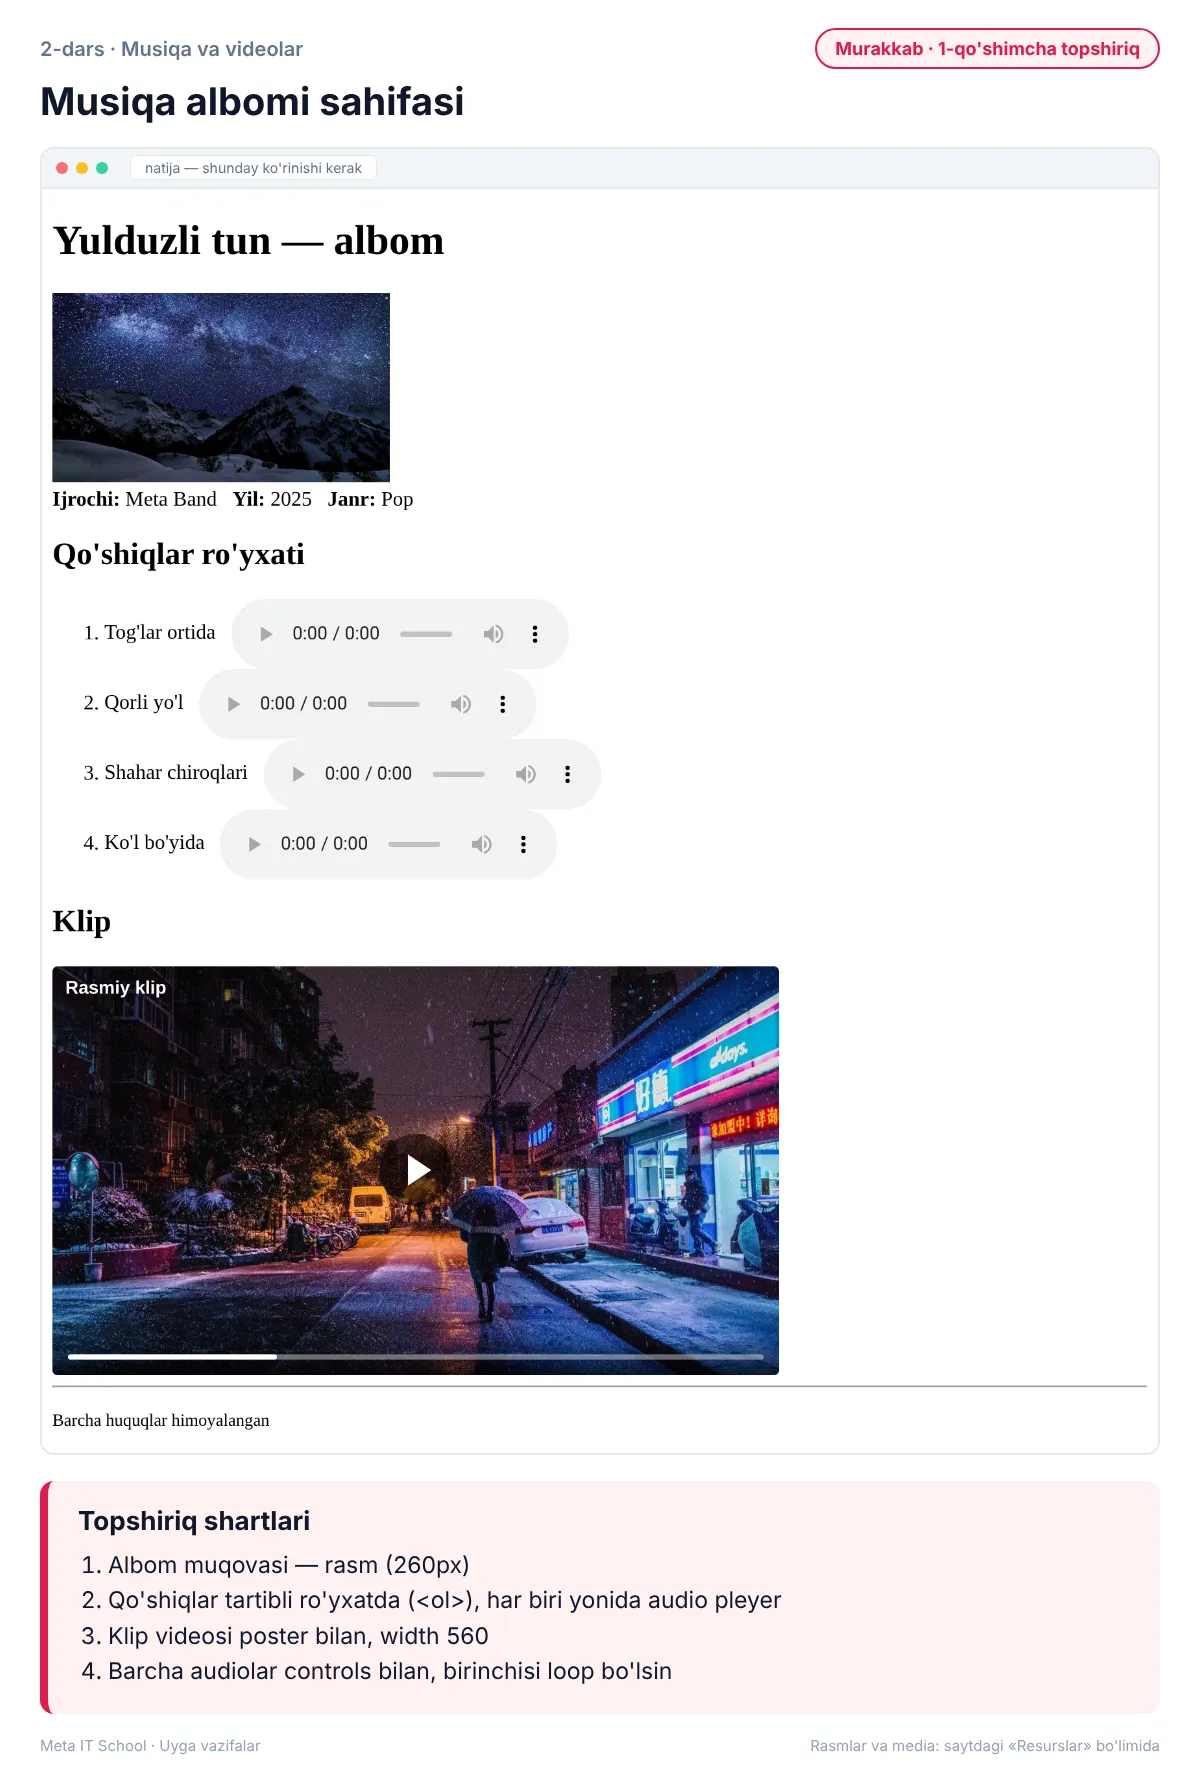 2-dars · Musiqa va videolar
Murakkab · 1-qo'shimcha topshiriq
Musiqa albomi sahifasi
natija — shunday ko'rinishi kerak
Yulduzli tun — albom
Ijrochi: Meta Band Yil: 2025 Janr: Pop
Qo'shiqlar ro'yxati
1. Tog'lar ortida 0:00 / 0:00
2. Qorli yo'l 0:00 / 0:00
3. Shahar chiroqlari 0:00 / 0:00
4. Ko'l bo'yida 0:00 / 0:00
Klip
Rasmiy klip
好德
alldays.
Barcha huquqlar himoyalangan
Topshiriq shartlari
1. Albom muqovasi — rasm (260px)
2. Qo'shiqlar tartibli ro'yxatda (<ol>), har biri yonida audio pleyer
3. Klip videosi poster bilan, width 560
4. Barcha audiolar controls bilan, birinchisi loop bo'lsin
Meta IT School · Uyga vazifalar
Rasmlar va media: saytdagi «Resurslar» bo'limida